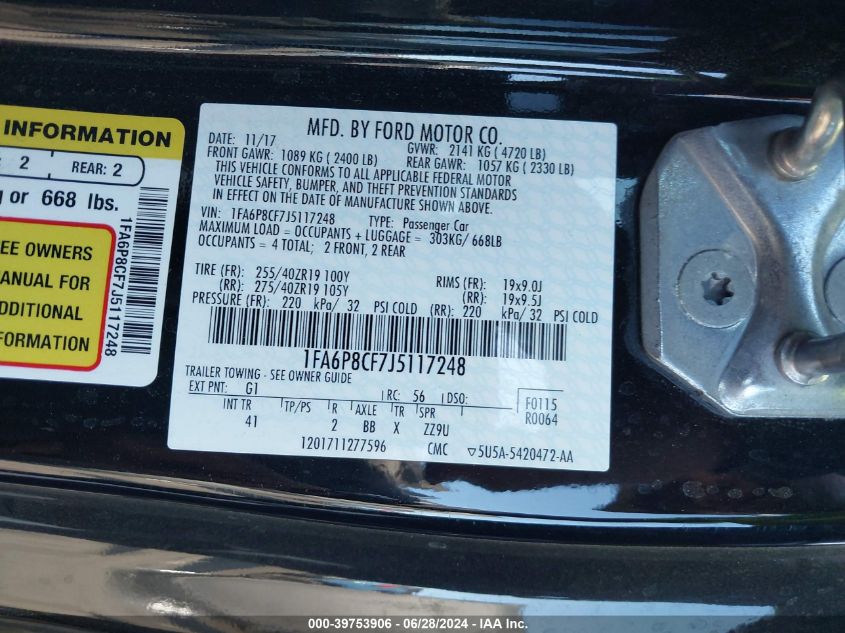 INFORMATION
: 2 REAR: 2
g or 668 lbs.
SEE OWNERS
MANUAL FOR
ADDITIONAL
INFORMATION
1FA6P8CF7J5117248
MFD. BY FORD MOTOR CO.
DATE: 11/17 GVWR: 2141 KG ( 4720 LB)
FRONT GAWR: 1089 KG ( 2400 LB) REAR GAWR: 1057 KG ( 2330 LB)
THIS VEHICLE CONFORMS TO ALL APPLICABLE FEDERAL MOTOR
VEHICLE SAFETY, BUMPER, AND THEFT PREVENTION STANDARDS
IN EFFECT ON THE DATE OF MANUFACTURE SHOWN ABOVE.
VIN: 1FA6P8CF7J5117248 TYPE: Passenger Car
MAXIMUM LOAD = OCCUPANTS + LUGGAGE = 303KG/ 668LB
OCCUPANTS = 4 TOTAL; 2 FRONT, 2 REAR
TIRE (FR): 255/40ZR19 100Y RIMS (FR): 19x9.0J
(RR): 275/40ZR19 105Y (RR): 19x9.5J
PRESSURE (FR): 220 kPa/ 32 PSI COLD (RR): 220 kPa/ 32 PSI COLD
1FA6P8CF7J5117248
TRAILER TOWING - SEE OWNER GUIDE
EXT PNT: G1 RC: 56 DSO:
INT TR TP/PS R AXLE TR SPR
41 2 BB X ZZ9U
F0115
R0064
1201711277596 CMC ▽5U5A-5420472-AA
000-39753906 - 06/28/2024 - IAA Inc.